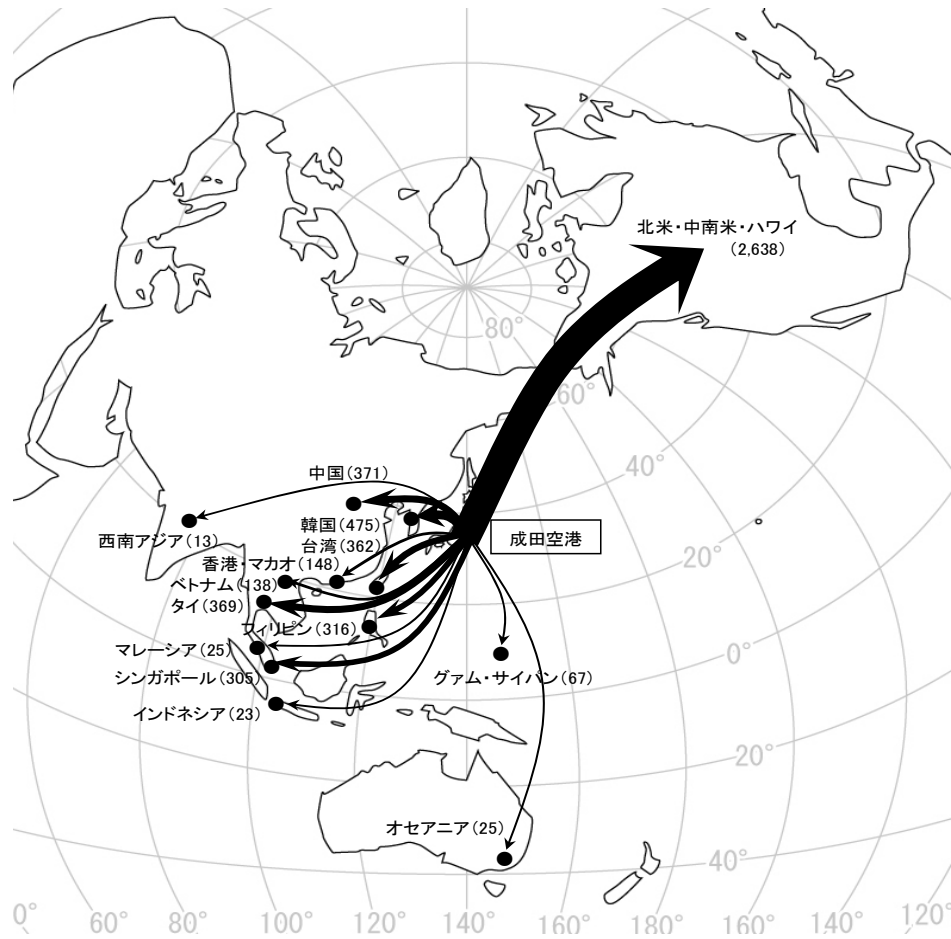 北米・中南米・ハワイ
(2,638)
80°
60°
40°
中国(371)
韓国(475)
成田空港
西南アジア(13)
台湾(362)
香港・マカオ(148)
20°
ベトナム(138)
タイ(369)
フィリピン(316)
マレーシア(25)
0°
シンガポール(305)
グァム・サイパン(67)
インドネシア(23)
20°
オセアニア(25)
40°
0°
60°
80°
100°
120°
140°
160°
180°
160°
140°
120°